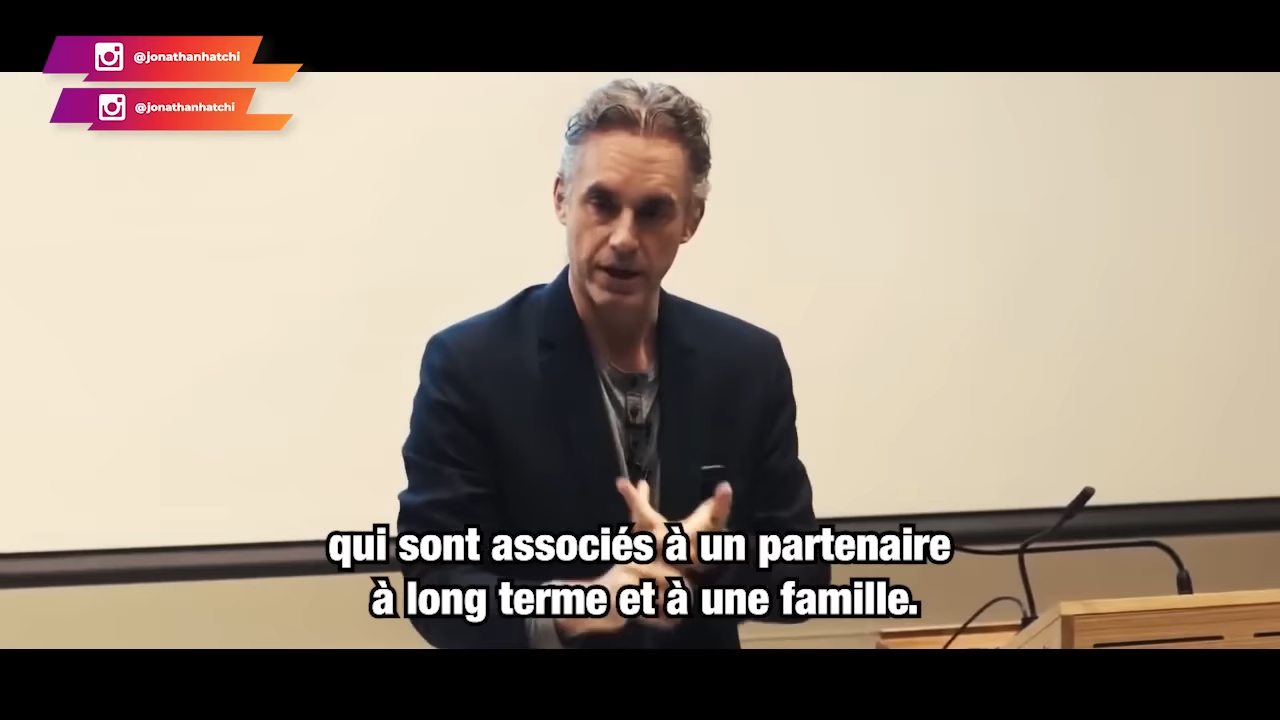 @jonathanhatchi
@jonathanhatchi
qui sont associés à un partenaire
à long terme et à une famille.